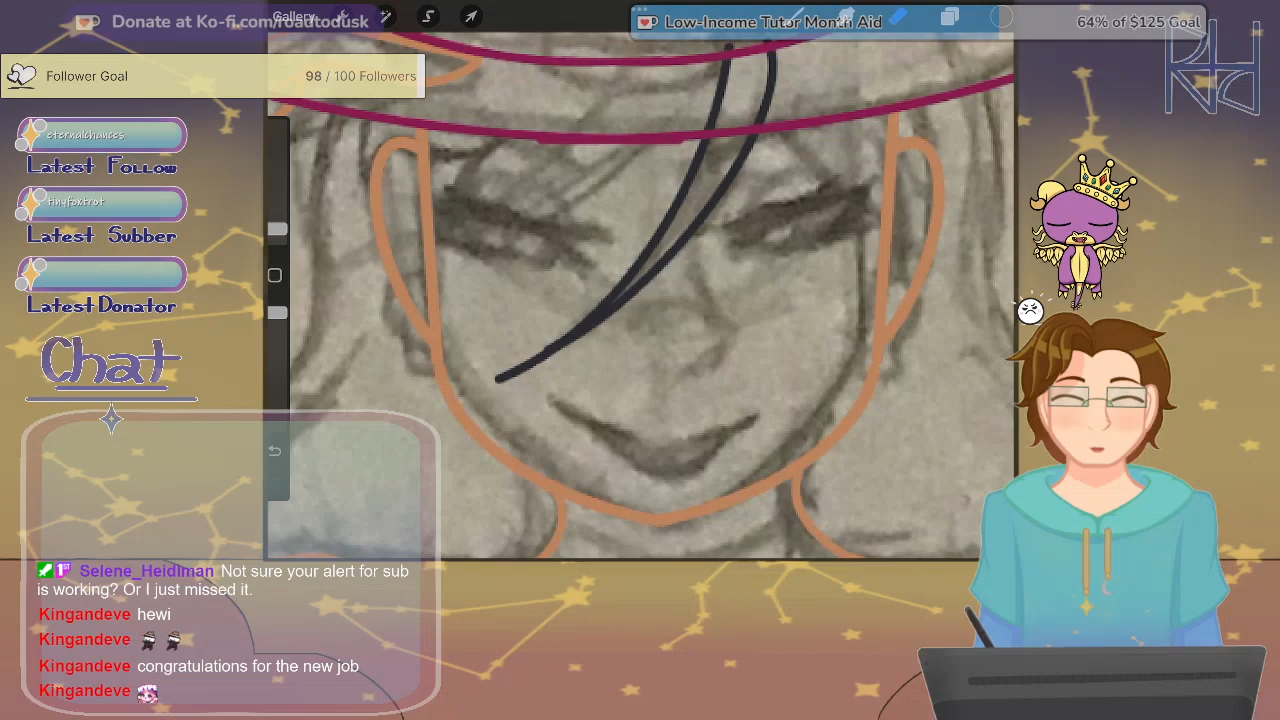 Donate at Ko-fi.com/roadtodusk
Gallery
Low-Income Tutor Month Aid
64% of $125 Goal
Follower Goal
98 / 100 Followers
eternalchances
Latest Follow
tinyfoxtrot
Latest Subber
Latest Donator
Chat
Selene_Heidlman Not sure your alert for sub
is working? Or I just missed it.
Kingandeve hewi
Kingandeve
Kingandeve congratulations for the new job
Kingandeve